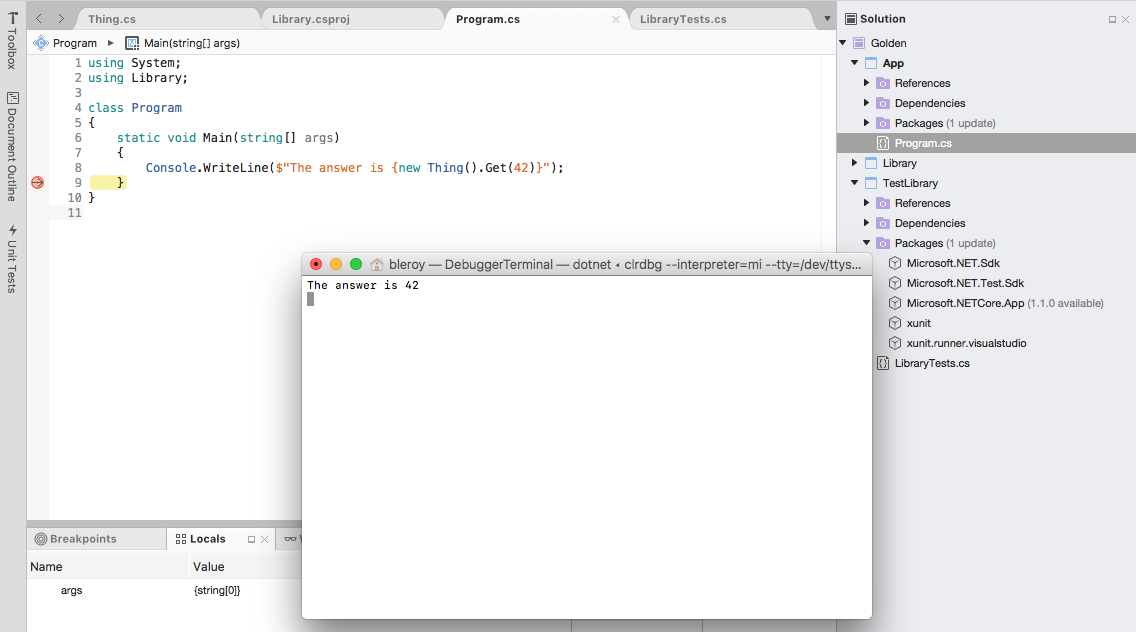 Toolbox
Document Outline
Unit Tests
Thing.cs
Library.csproj
Program.cs
LibraryTests.cs
Program
Main(string[] args)
1 using System;
2 using Library;
3
4 class Program
5 {
6 static void Main(string[] args)
7 {
8 Console.WriteLine($"The answer is {new Thing().Get(42)}");
9 }
10 }
11
bleroy — DebuggerTerminal — dotnet ◂ clrdbg --interpreter=mi --tty=/dev/ttys...
The answer is 42
Breakpoints
Locals
Name Value
args {string[0]}
Solution
Golden
App
References
Dependencies
Packages (1 update)
Program.cs
Library
TestLibrary
References
Dependencies
Packages (1 update)
Microsoft.NET.Sdk
Microsoft.NET.Test.Sdk
Microsoft.NETCore.App (1.1.0 available)
xunit
xunit.runner.visualstudio
LibraryTests.cs